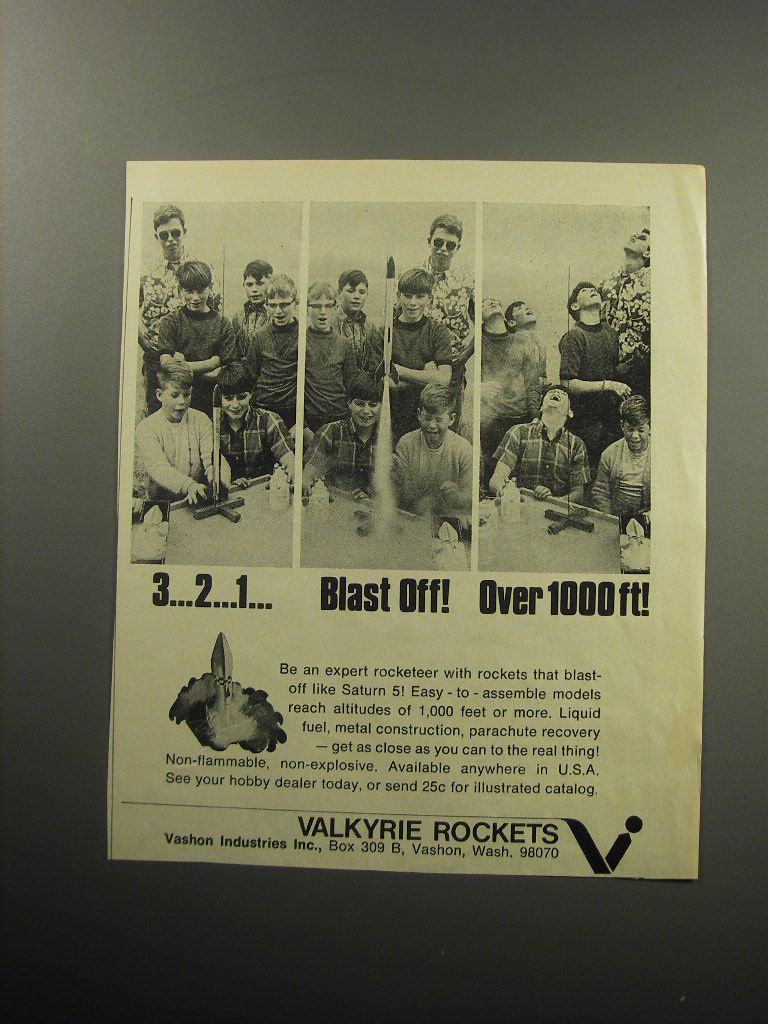 3...2...1... Blast Off! Over 1000 ft!
Be an expert rocketeer with rockets that blast-
off like Saturn 5! Easy - to - assemble models
reach altitudes of 1,000 feet or more. Liquid
fuel, metal construction, parachute recovery
— get as close as you can to the real thing!
Non-flammable, non-explosive. Available anywhere in U.S.A.
See your hobby dealer today, or send 25c for illustrated catalog.
VALKYRIE ROCKETS
Vashon Industries Inc., Box 309 B, Vashon, Wash. 98070